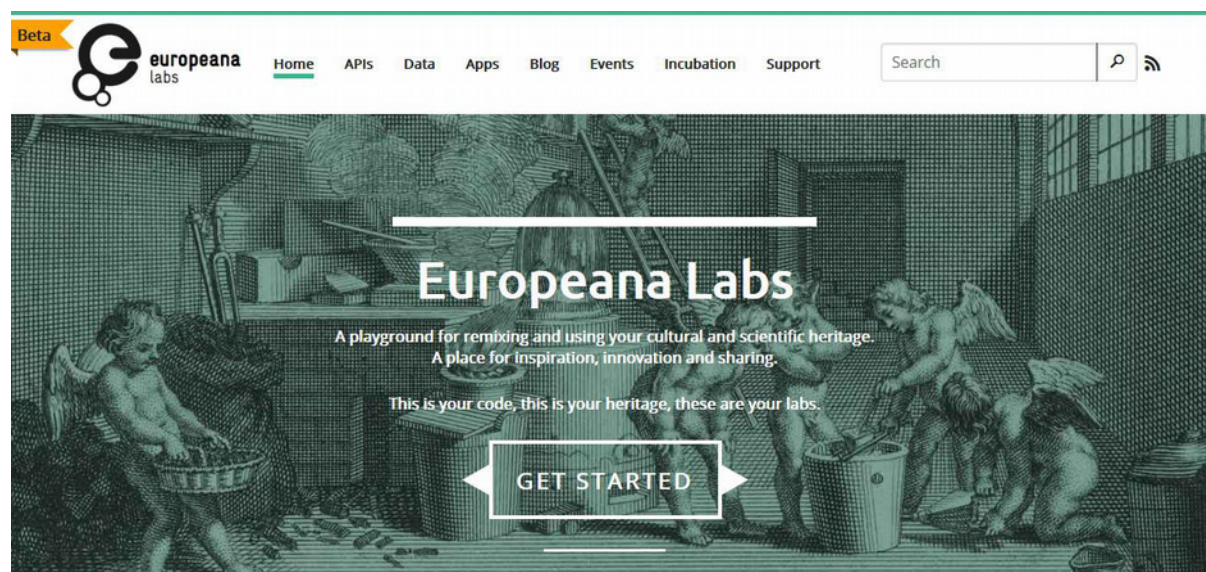 Beta
europeana
labs
Home APIs Data Apps Blog Events Incubation Support
Search
Europeana Labs
A playground for remixing and using your cultural and scientific heritage.
A place for inspiration, innovation and sharing.
This is your code, this is your heritage, these are your labs.
GET STARTED